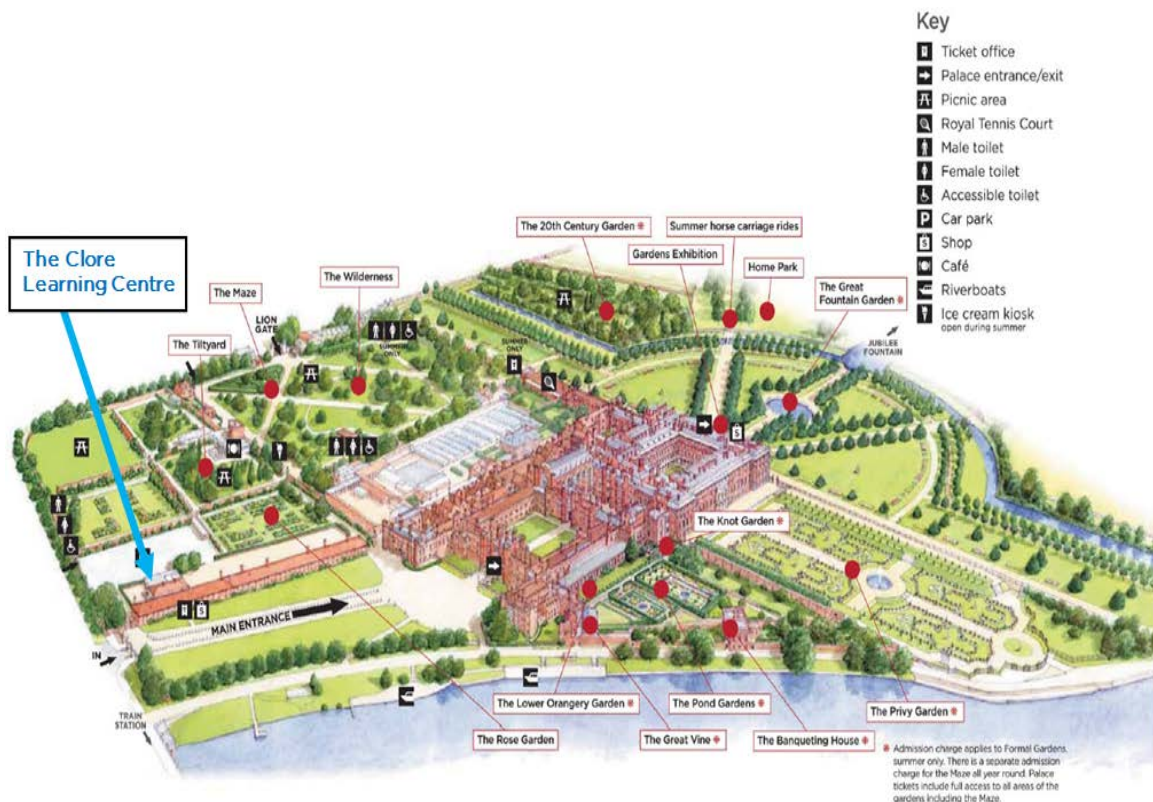 Key
Ticket office
Palace entrance/exit
Picnic area
Royal Tennis Court
Male toilet
Female toilet
Accessible toilet
P
Car park
Shop
Café
Riverboats
Ice cream kiosk
open during summer
The Clore
Learning Centre
The 20th Century Garden ❋
Summer horse carriage rides
Gardens Exhibition
Home Park
The Great
Fountain Garden ❋
JUBILEE
FOUNTAIN
The Wilderness
The Maze
LION
GATE
The Tiltyard
SUMMER
ONLY
SUMMER
ONLY
The Knot Garden ❋
MAIN ENTRANCE
IN
TRAIN
STATION
The Lower Orangery Garden ❋
The Pond Gardens ❋
The Privy Garden ❋
The Rose Garden
The Great Vine ❋
The Banqueting House ❋
❋ Admission charge applies to Formal Gardens,
summer only. There is a separate admission
charge for the Maze all year round. Palace
tickets include full access to all areas of the
gardens including the Maze.